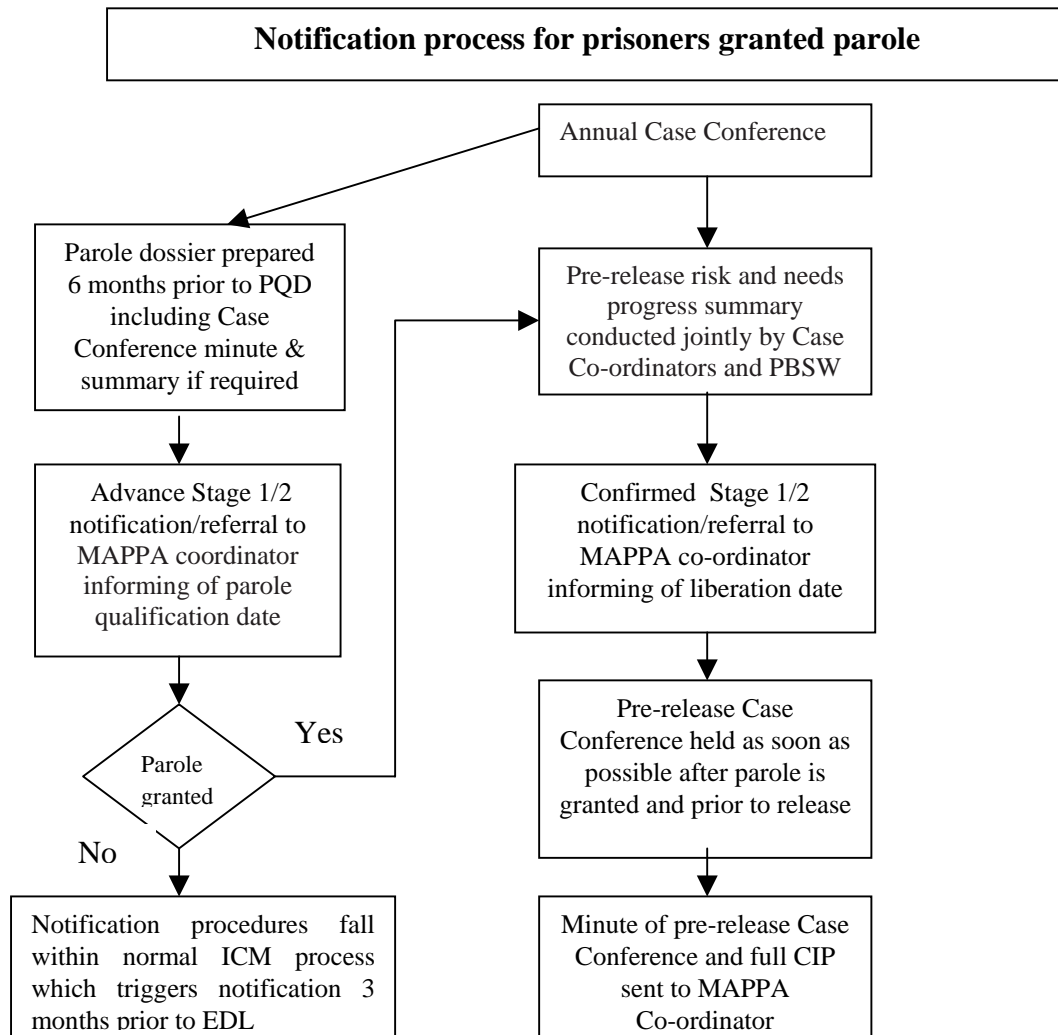 Notification process for prisoners granted parole
Annual Case Conference
Parole dossier prepared
6 months prior to PQD
including Case
Conference minute &
summary if required
Pre-release risk and needs
progress summary
conducted jointly by Case
Co-ordinators and PBSW
Advance Stage 1/2
notification/referral to
MAPPA coordinator
informing of parole
qualification date
Confirmed  Stage 1/2
notification/referral to
MAPPA co-ordinator
informing of liberation date
Parole
granted
Yes
No
Pre-release Case
Conference held as soon as
possible after parole is
granted and prior to release
Notification procedures fall
within normal ICM process
which triggers notification 3
months prior to EDL
Minute of pre-release Case
Conference and full CIP
sent to MAPPA
Co-ordinator